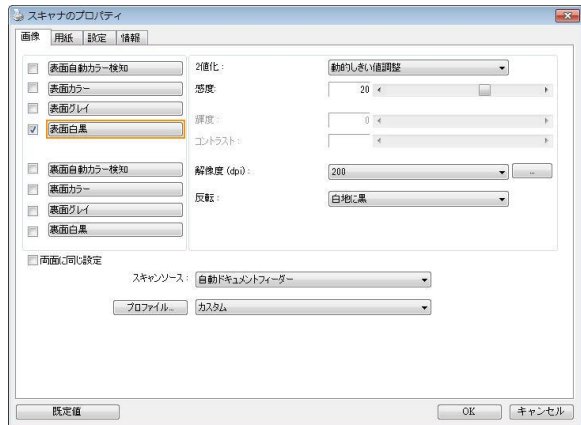 スキャナのプロパティ
画像 用紙 設定 情報
表面自動カラー検知
表面カラー
表面グレイ
表面白黒
裏面自動カラー検知
裏面カラー
裏面グレイ
裏面白黒
2値化 : 動的しきい値調整
感度: 20
輝度 : 0
コントラスト :
解像度 (dpi) : 200 ..
反転 : 白地に黒
両面に同じ設定
スキャンソース : 自動ドキュメントフィーダー
プロファイル... カスタム
既定値 OK キャンセル